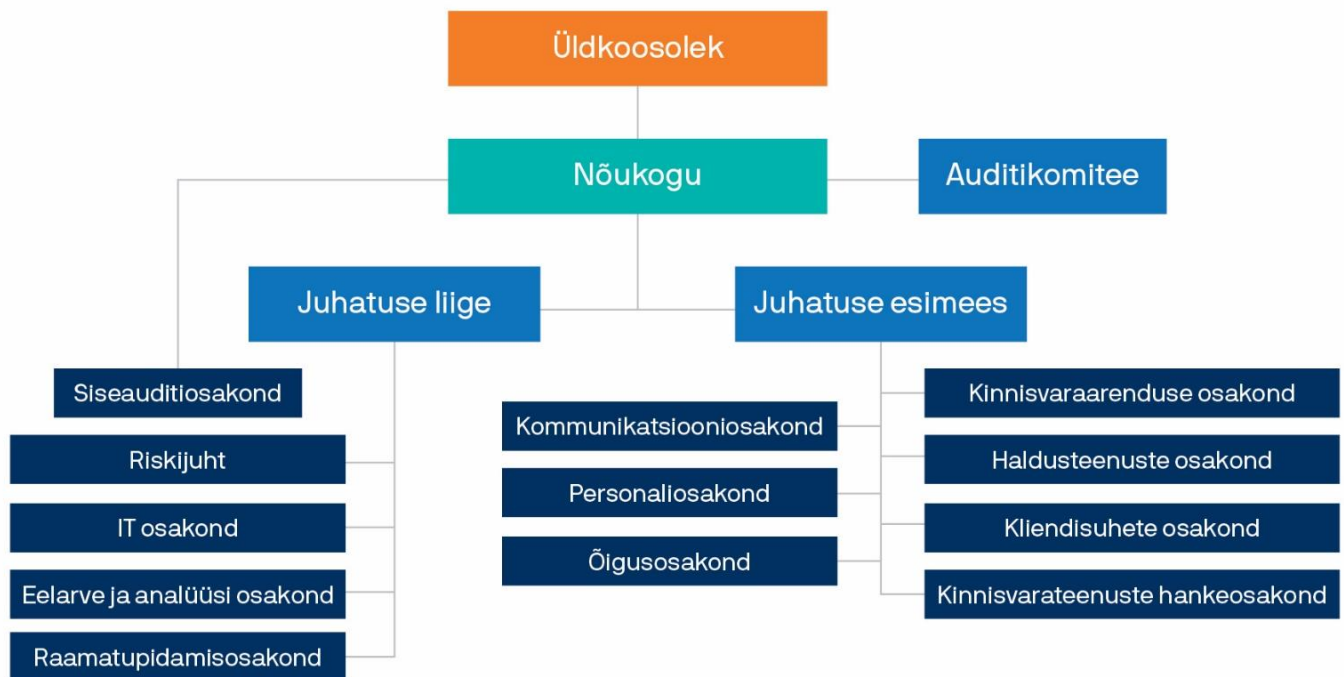 Üldkoosolek
Nõukogu
Auditikomitee
Juhatuse liige
Juhatuse esimees
Siseauditiosakond
Riskijuht
IT osakond
Eelarve ja analüüsi osakond
Raamatupidamisosakond
Kommunikatsiooniosakond
Personaliosakond
Õigusosakond
Kinnisvaraarenduse osakond
Haldusteenuste osakond
Kliendisuhete osakond
Kinnisvarateenuste hankeosakond